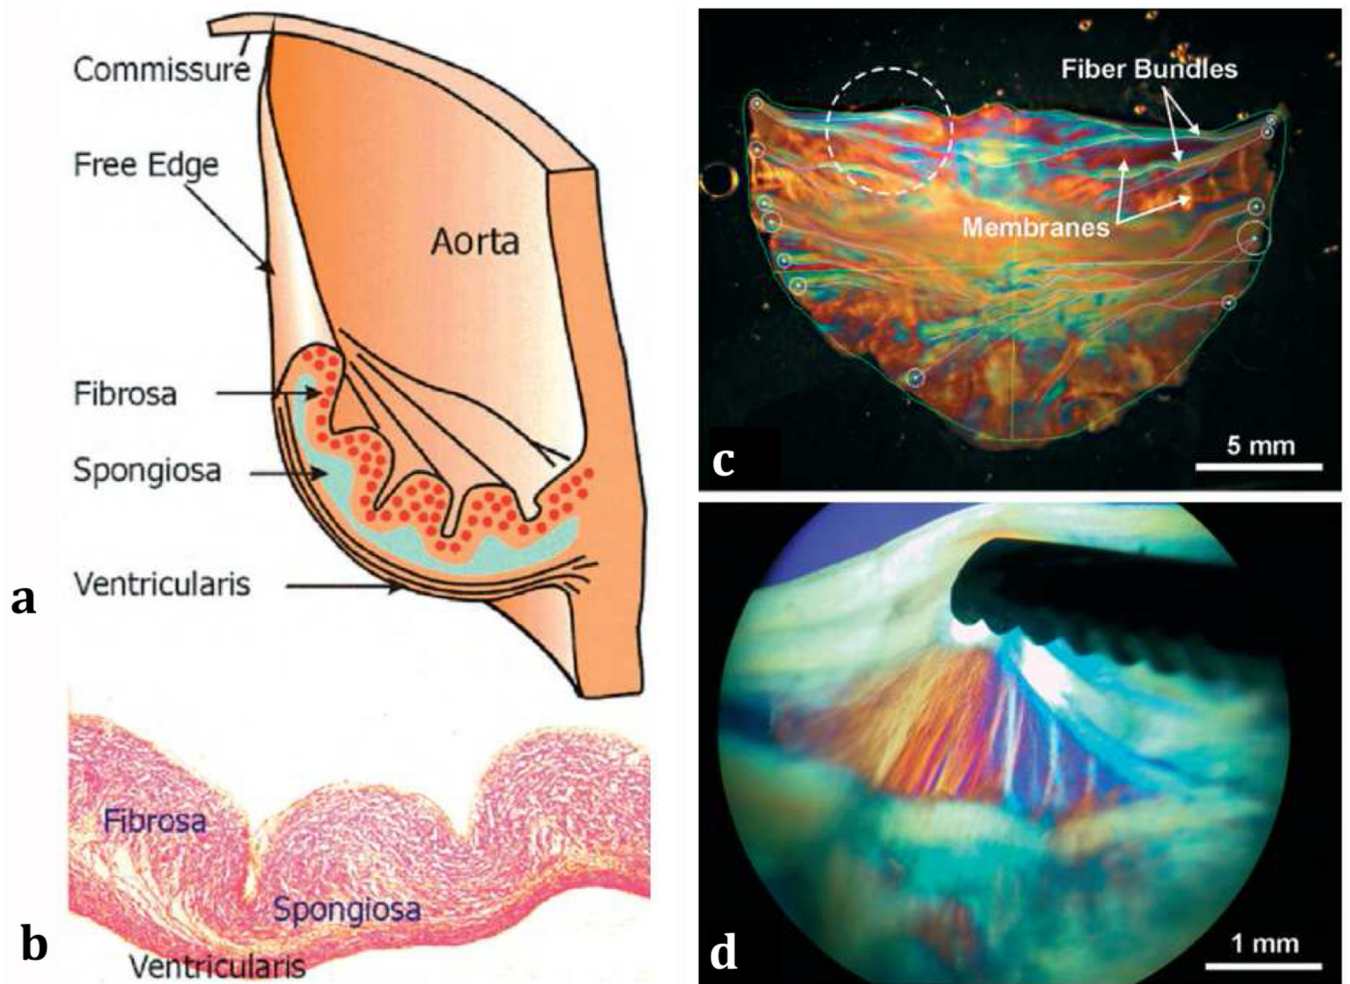 Commissure
Free Edge
Aorta
Fibrosa
Spongiosa
Ventricularis
a
Fibrosa
Spongiosa
Ventricularis
b
Fiber Bundles
Membranes
5 mm
c
1 mm
d